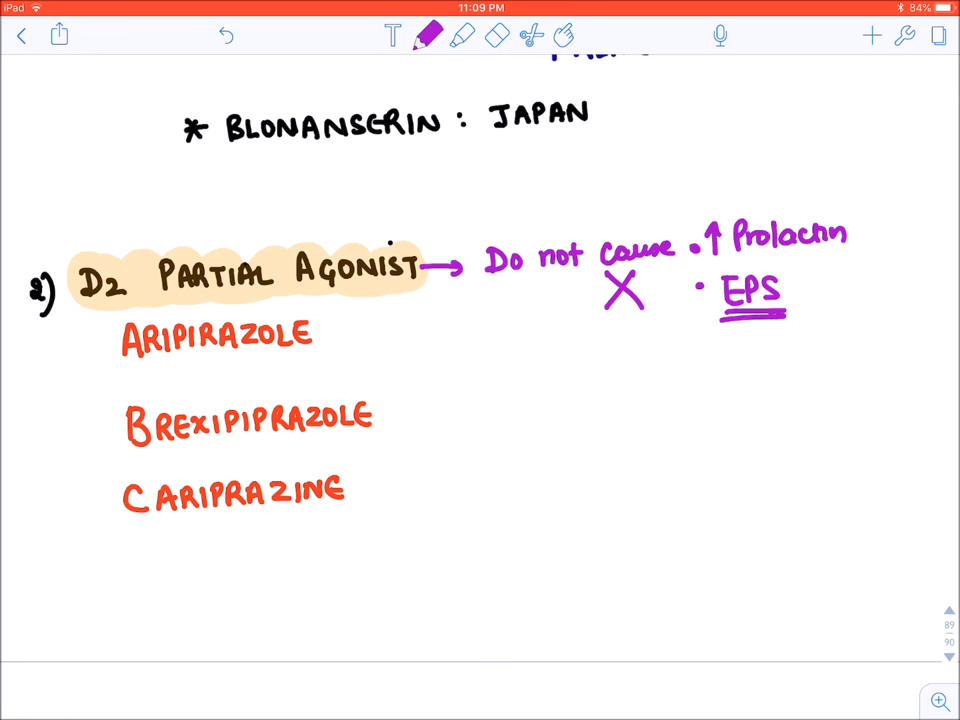 iPad 11:09 PM 84%
* BLONANSERIN : JAPAN
2) D2 PARTIAL AGONIST → Do not cause • ↑ Prolactin
X • EPS
ARIPIRAZOLE
BREXIPIPRAZOLE
CARIPRAZINE
89
90